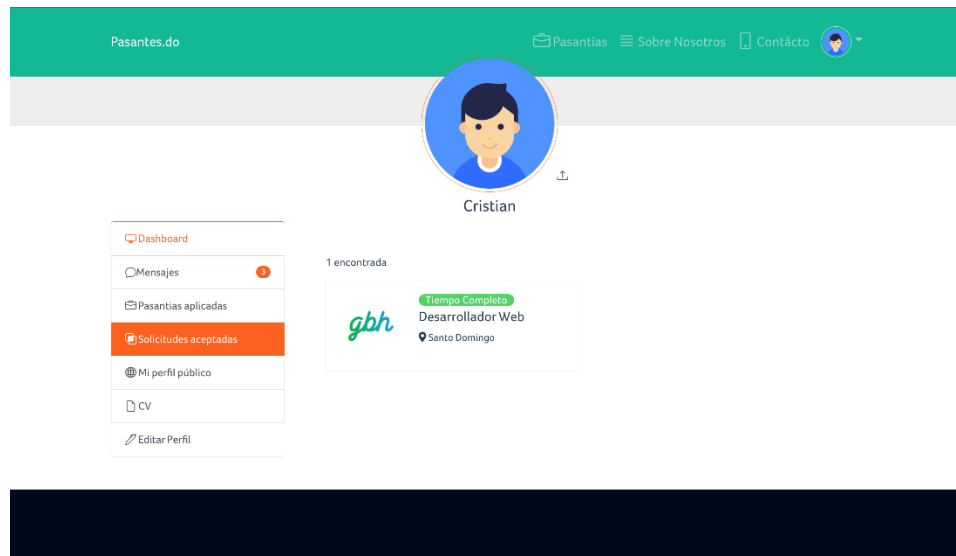 Pasantes.do
Pasantías
Sobre Nosotros
Contácto
Cristian
Dashboard
Mensajes 3
Pasantias aplicadas
Solicitudes aceptadas
Mi perfil público
CV
Editar Perfil
1 encontrada
gbh
Tiempo Completo
Desarrollador Web
Santo Domingo